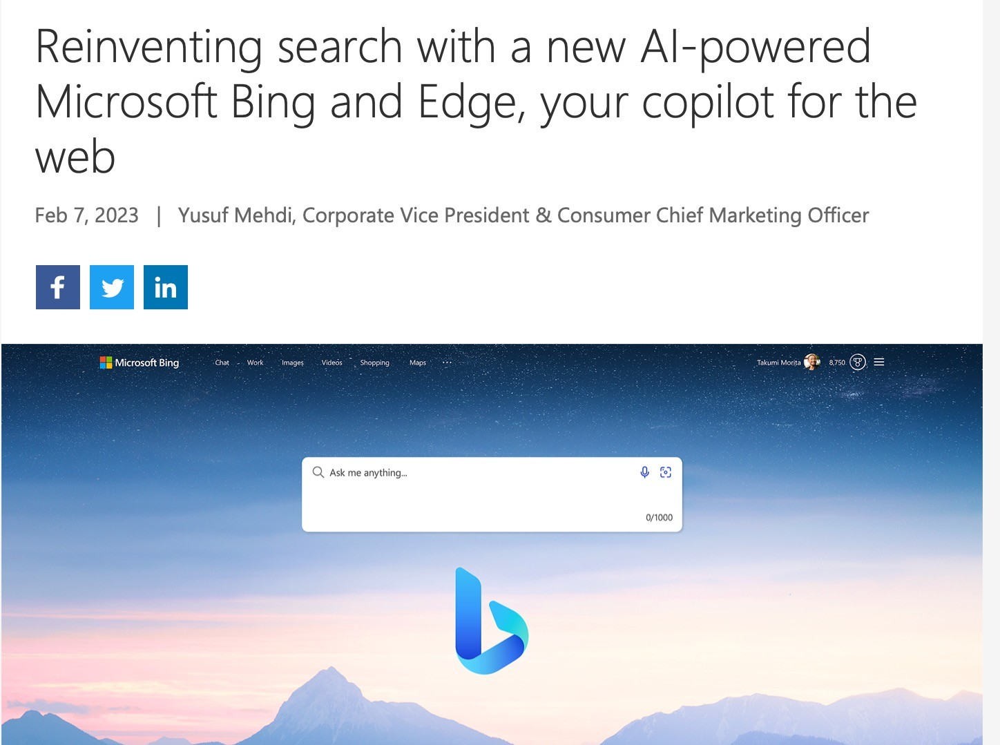 Reinventing search with a new AI-powered
Microsoft Bing and Edge, your copilot for the
web
Feb 7, 2023 | Yusuf Mehdi, Corporate Vice President & Consumer Chief Marketing Officer
f
in
Microsoft Bing Chat Work Images Videos Shopping Maps ··· Takumi Morita 8,750
Ask me anything...
0/1000